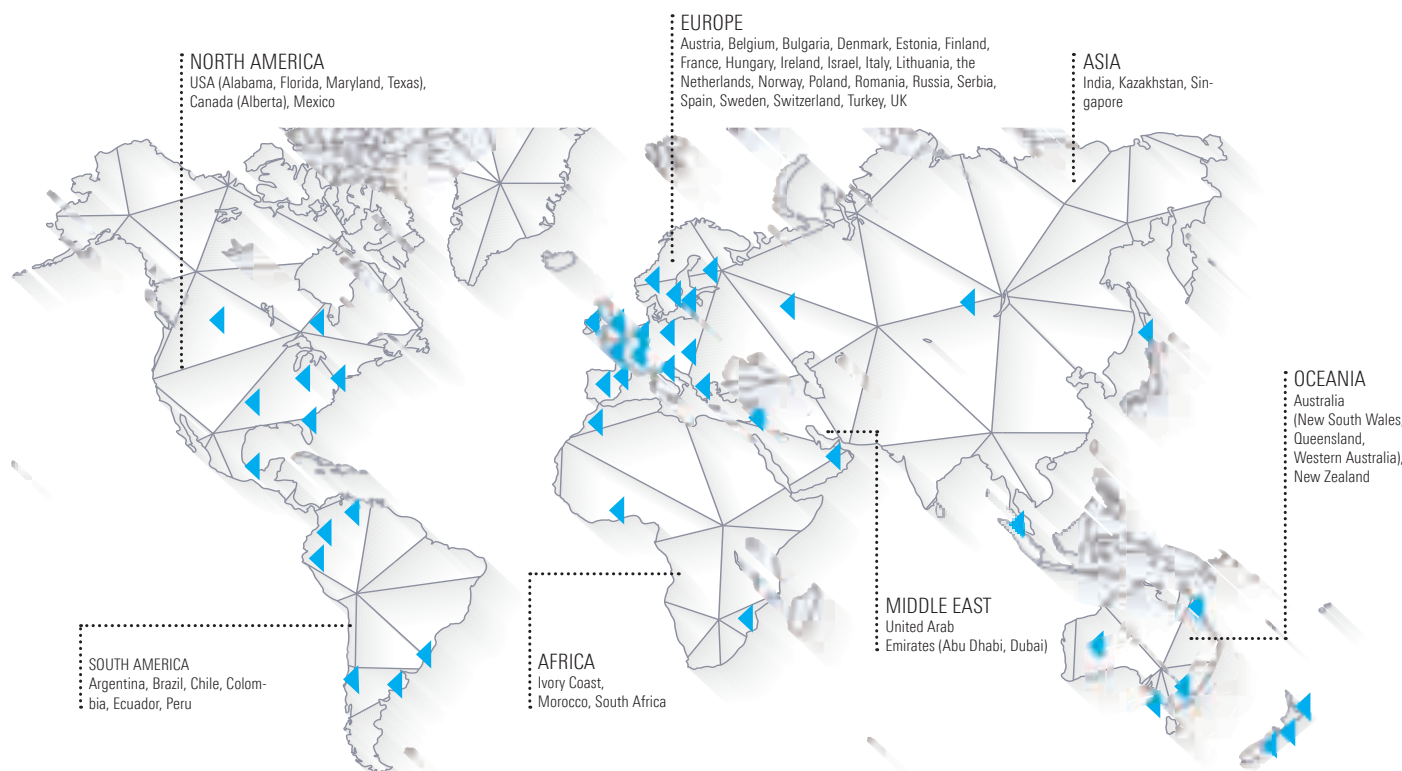 EUROPE
Austria, Belgium, Bulgaria, Denmark, Estonia, Finland,
France, Hungary, Ireland, Israel, Italy, Lithuania, the
Netherlands, Norway, Poland, Romania, Russia, Serbia,
Spain, Sweden, Switzerland, Turkey, UK
NORTH AMERICA
USA (Alabama, Florida, Maryland, Texas),
Canada (Alberta), Mexico
ASIA
India, Kazakhstan, Sin-
gapore
OCEANIA
Australia
(New South Wales,
Queensland,
Western Australia),
New Zealand
MIDDLE EAST
United Arab
Emirates (Abu Dhabi, Dubai)
AFRICA
Ivory Coast,
Morocco, South Africa
SOUTH AMERICA
Argentina, Brazil, Chile, Colom-
bia, Ecuador, Peru